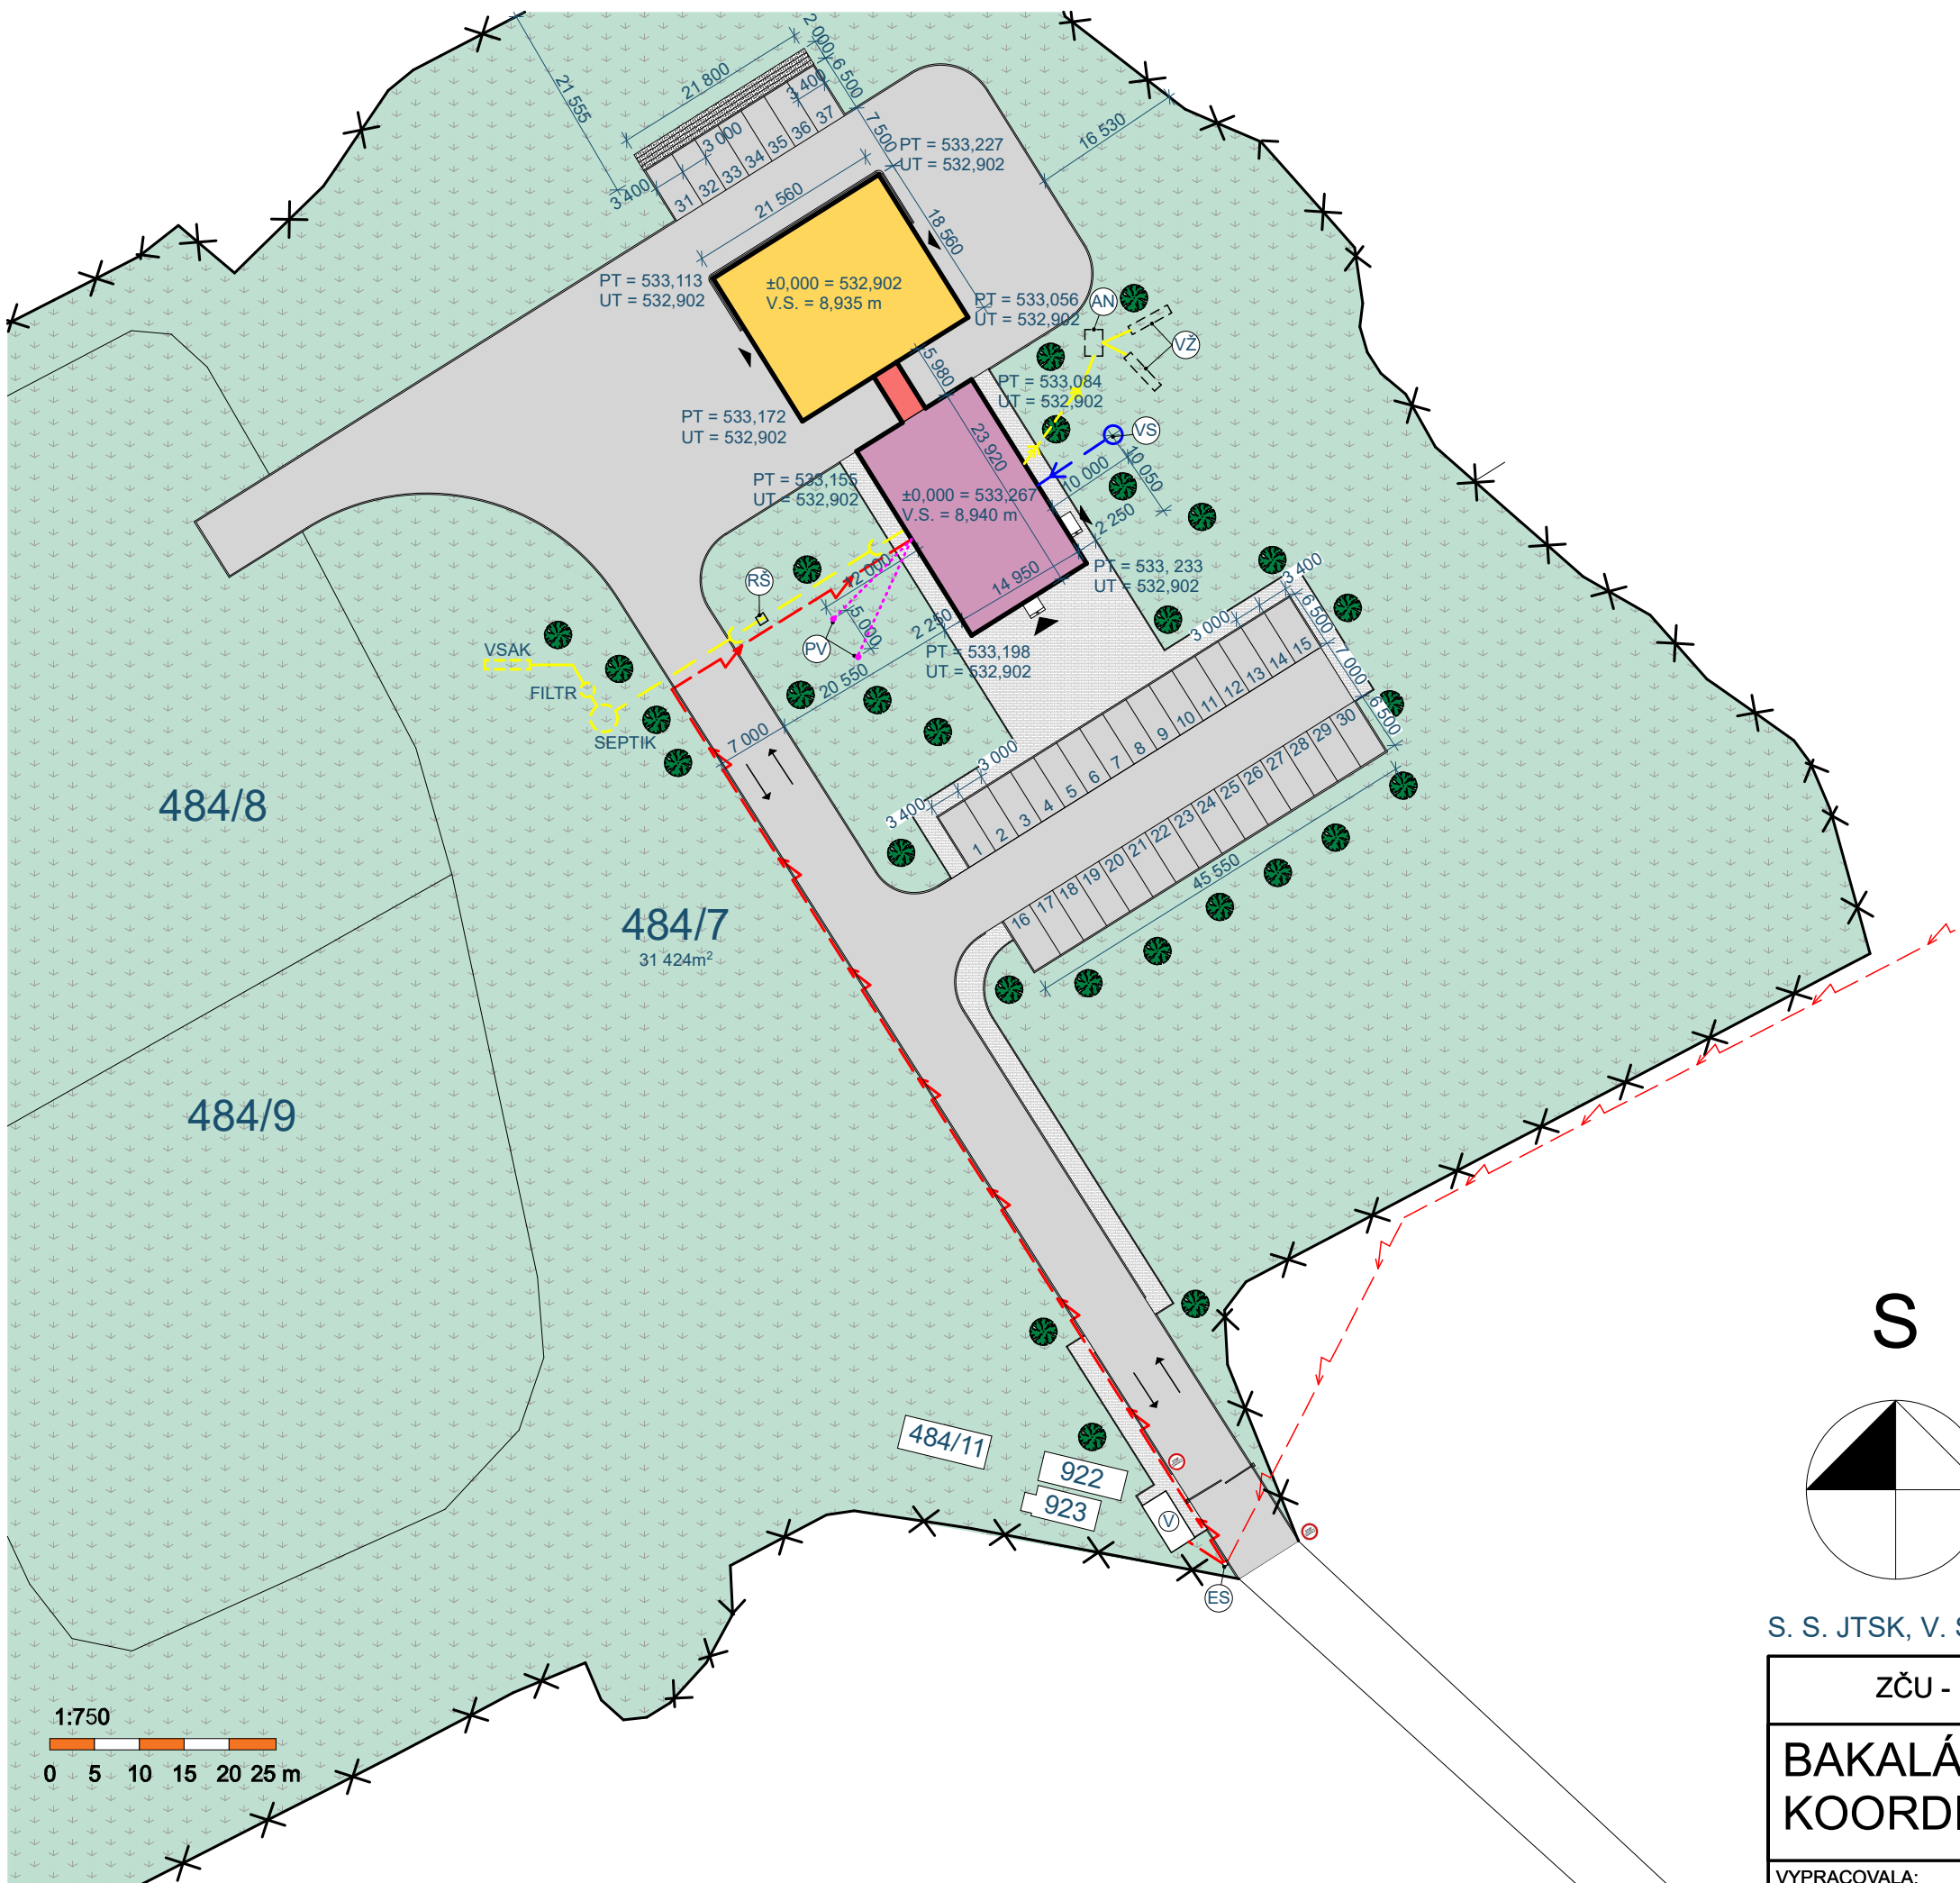 2 000
6 500
21 800
21 555
3 400
3 000
3 400
7 500
31
32
33
34
35
36
37
PT = 533,227
UT = 532,902
16 530
21 560
18 560
PT = 533,113
UT = 532,902
±0,000 = 532,902
V.S. = 8,935 m
PT = 533,056
UT = 532,902
AN
VŽ
5 980
PT = 533,084
UT = 532,902
PT = 533,172
UT = 532,902
VS
23 920
10 000
10 050
PT = 533,155
UT = 532,902
±0,000 = 533,267
V.S. = 8,940 m
2 250
PT = 533, 233
UT = 532,902
14 950
RŠ
5 000
PV
2 250
PT = 533,198
UT = 532,902
20 550
7 000
VSAK
FILTR
SEPTIK
3 400
3 000
6 500
7 000
6 500
3 000
3 400
1
2
3
4
5
6
7
8
9
10
11
12
13
14
15
16
17
18
19
20
21
22
23
24
25
26
27
28
29
30
45 550
484/8
484/7
31 424m²
484/9
484/11
922
923
V
ES
S
S. S. JTSK, V.
ZČU -
BAKALÁ
KOORD
VYPRACOVALA:
1:750
0 5 10 15 20 25 m